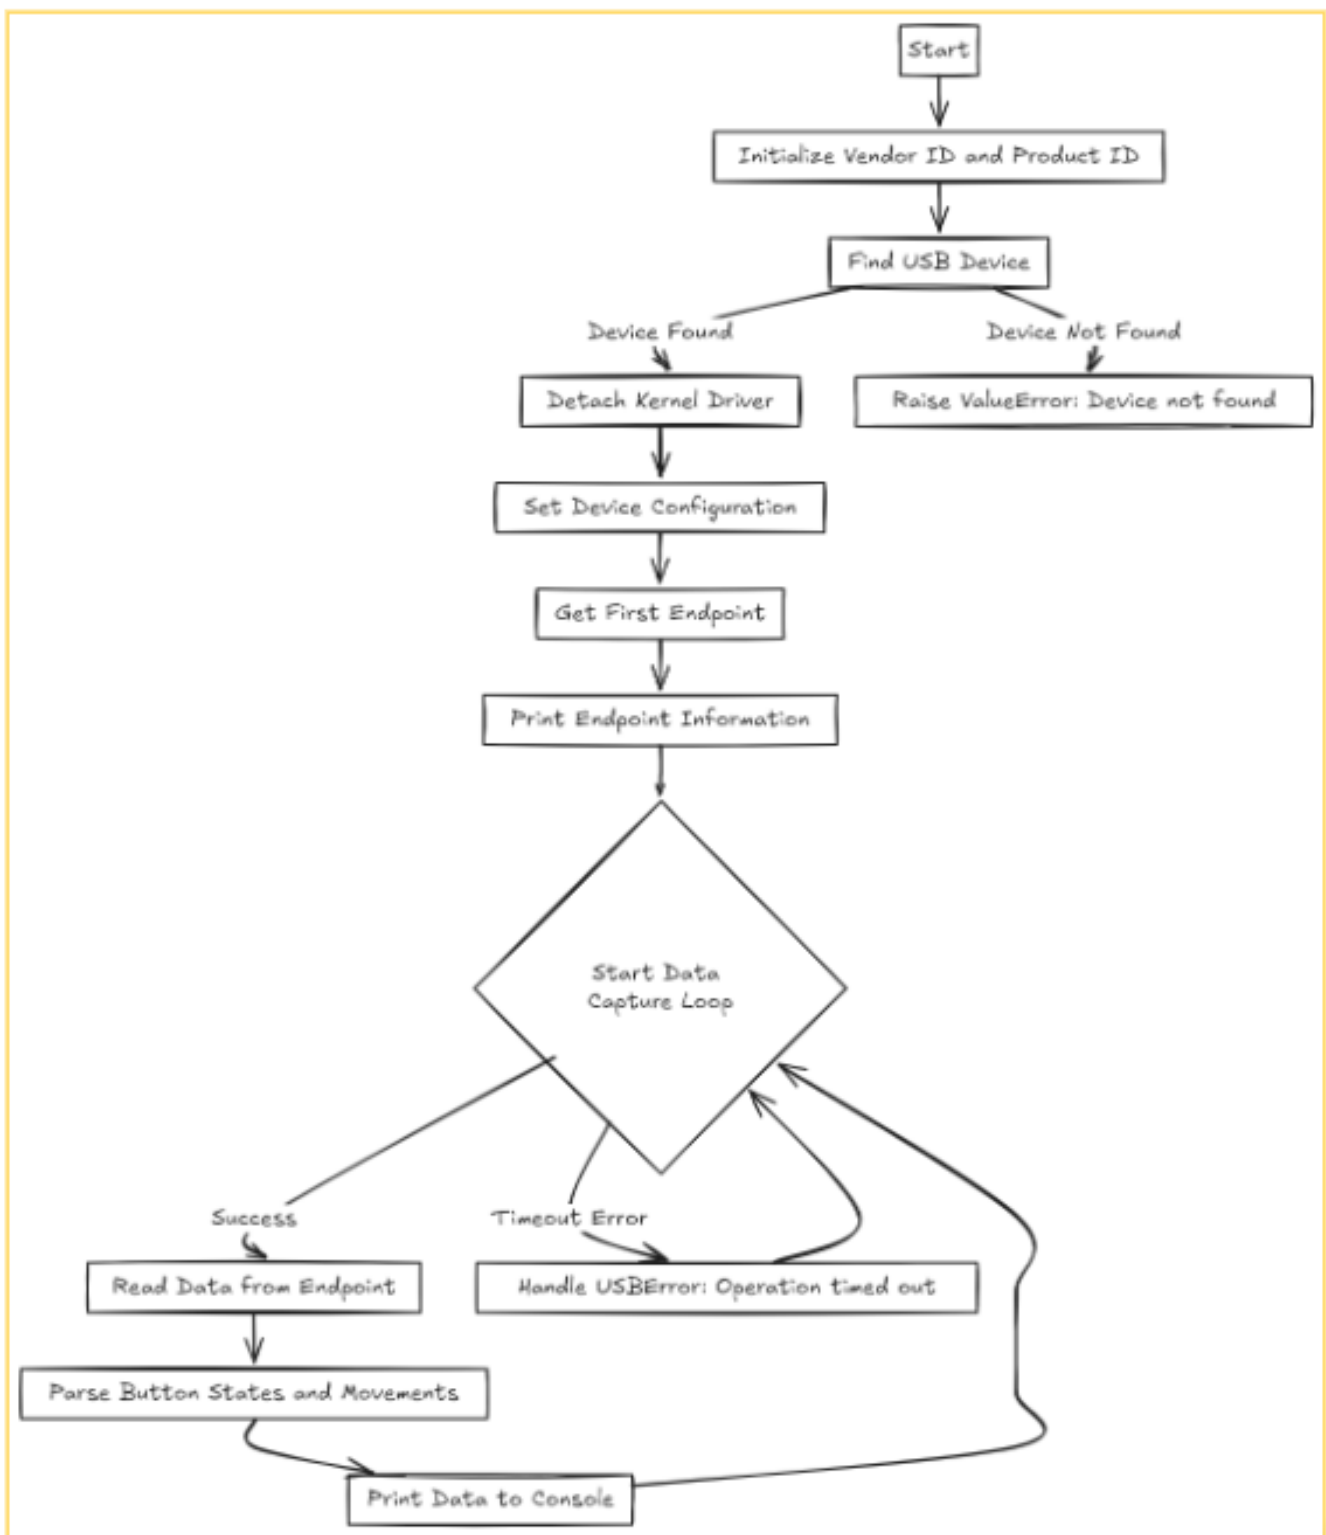 Start
Initialize Vendor ID and Product ID
Find USB Device
Device Found
Device Not Found
Detach Kernel Driver
Raise ValueError: Device not found
Set Device Configuration
Get First Endpoint
Print Endpoint Information
Start Data
Capture Loop
Success
Timeout Error
Read Data from Endpoint
Handle USBError: Operation timed out
Parse Button States and Movements
Print Data to Console